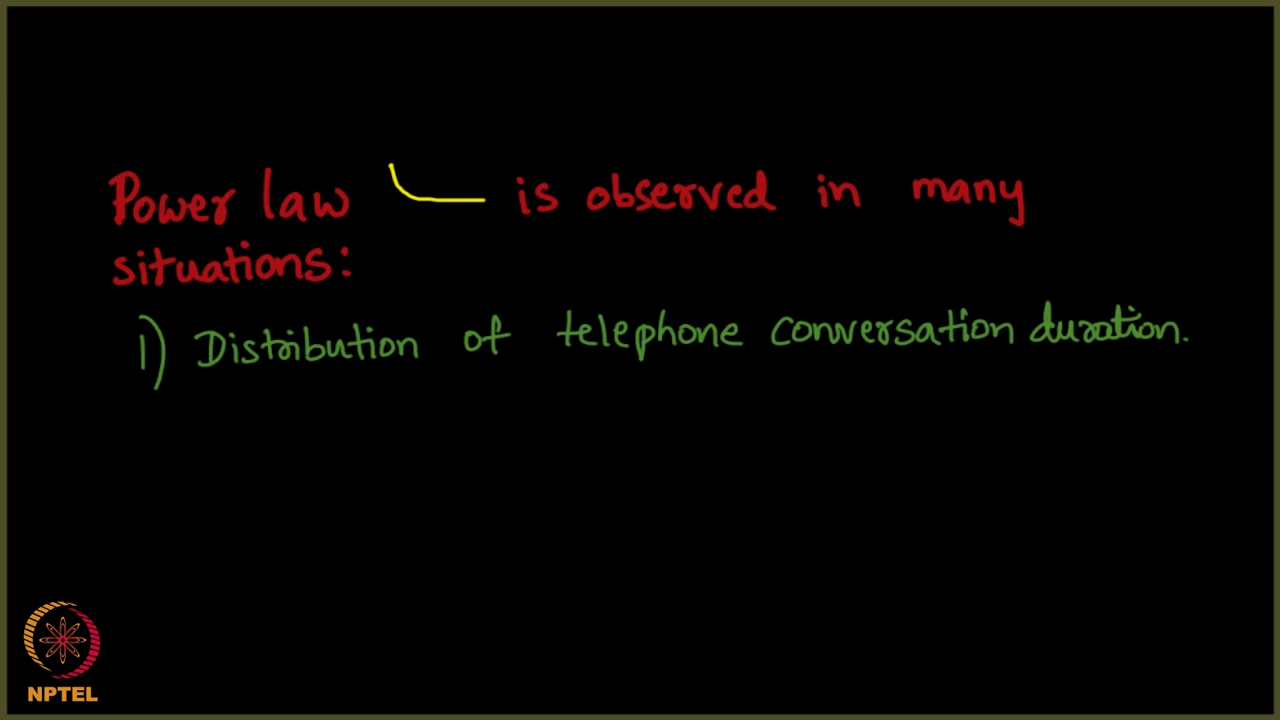 Power law is observed in many
situations:
1) Distribution of telephone conversation duration.
NPTEL